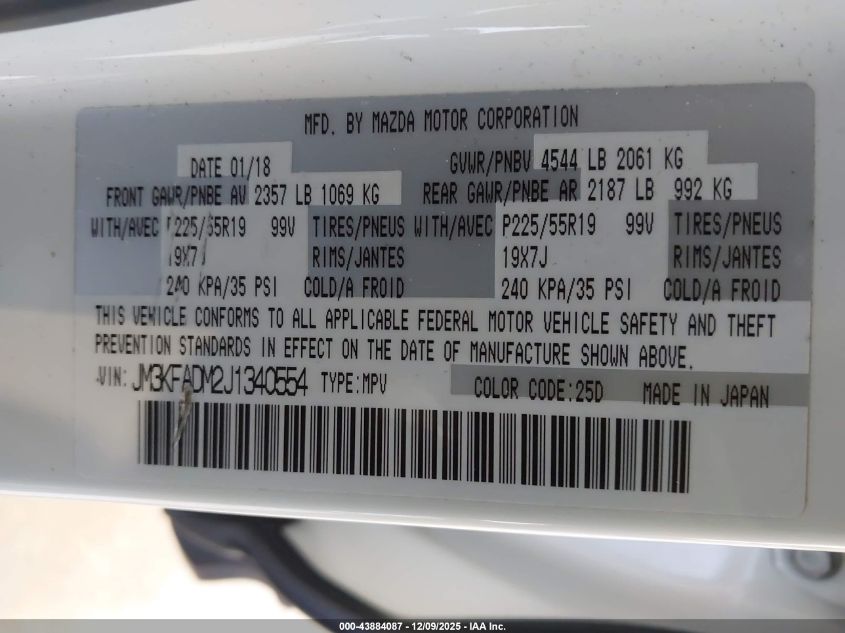 MFD. BY MAZDA MOTOR CORPORATION
DATE 01/18 GVWR/PNBV 4544 LB 2061 KG
FRONT GAWR/PNBE AV 2357 LB 1069 KG REAR GAWR/PNBE AR 2187 LB 992 KG
WITH/AVEC P225/55R19 99V TIRES/PNEUS WITH/AVEC P225/55R19 99V TIRES/PNEUS
19X7J RIMS/JANTES 19X7J RIMS/JANTES
240 KPA/35 PSI COLD/A FROID 240 KPA/35 PSI COLD/A FROID
THIS VEHICLE CONFORMS TO ALL APPLICABLE FEDERAL MOTOR VEHICLE SAFETY AND THEFT
PREVENTION STANDARDS IN EFFECT ON THE DATE OF MANUFACTURE SHOWN ABOVE.
VIN: JM3KFADM2J1340554 TYPE:MPV COLOR CODE:25D MADE IN JAPAN
000-43884087 - 12/09/2025 - IAA Inc.